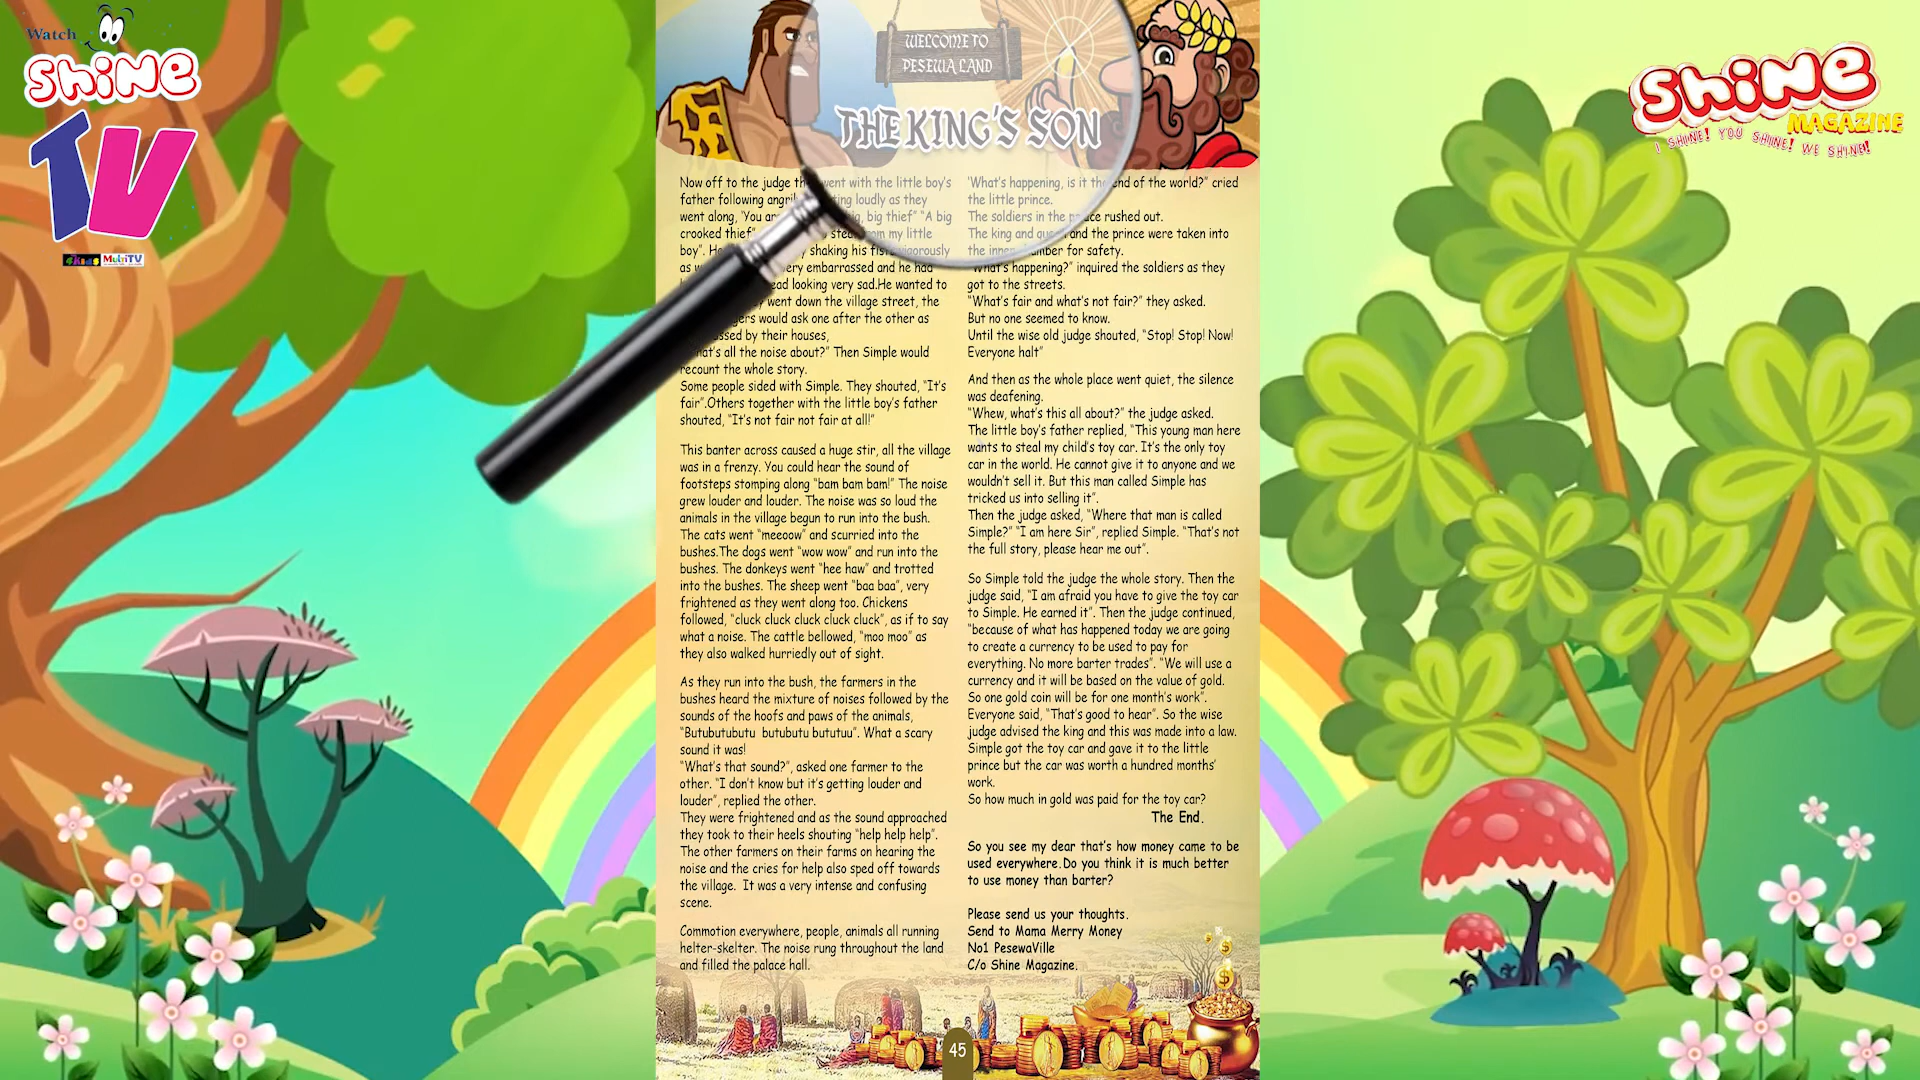 Watch
Shine
TV
4Kids MultiTV
Shine
MAGAZINE
I SHINE! YOU SHINE! WE SHINE!
WELCOME TO
PESEWA LAND
THE KING'S SON
Now off to the judge they went with the little boy's
father following angrily shouting loudly as they
went along, "You are a big, big thief" "A big
crooked thief" steal from my little
boy". He shaking his fists vigorously
as very embarrassed and he had
head looking very sad.He wanted to
went down the village street, the
would ask one after the other as
passed by their houses,
"What's all the noise about?" Then Simple would
recount the whole story.
Some people sided with Simple. They shouted, "It's
fair".Others together with the little boy's father
shouted, "It's not fair not fair at all!"
This banter across caused a huge stir, all the village
was in a frenzy. You could hear the sound of
footsteps stomping along "bam bam bam!" The noise
grew louder and louder. The noise was so loud the
animals in the village begun to run into the bush.
The cats went "meeoow" and scurried into the
bushes.The dogs went "wow wow" and run into the
bushes. The donkeys went "hee haw" and trotted
into the bushes. The sheep went "baa baa", very
frightened as they went along too. Chickens
followed, "cluck cluck cluck cluck cluck", as if to say
what a noise. The cattle bellowed, "moo moo" as
they also walked hurriedly out of sight.
As they run into the bush, the farmers in the
bushes heard the mixture of noises followed by the
sounds of the hoofs and paws of the animals,
"Butubutubutu butubutu bututuu". What a scary
sound it was!
"What's that sound?", asked one farmer to the
other. "I don't know but it's getting louder and
louder", replied the other.
They were frightened and as the sound approached
they took to their heels shouting "help help help".
The other farmers on their farms on hearing the
noise and the cries for help also sped off towards
the village. It was a very intense and confusing
scene.
Commotion everywhere, people, animals all running
helter-skelter. The noise rung throughout the land
and filled the palace hall.
'What's happening, is it the end of the world?" cried
the little prince.
The soldiers in the palace rushed out.
The king and queen and the prince were taken into
the inner chamber for safety.
"What's happening?" inquired the soldiers as they
got to the streets.
"What's fair and what's not fair?" they asked.
But no one seemed to know.
Until the wise old judge shouted, "Stop! Stop! Now!
Everyone halt"
And then as the whole place went quiet, the silence
was deafening.
"Whew, what's this all about?" the judge asked.
The little boy's father replied, "This young man here
wants to steal my child's toy car. It's the only toy
car in the world. He cannot give it to anyone and we
wouldn't sell it. But this man called Simple has
tricked us into selling it".
Then the judge asked, "Where that man is called
Simple?" "I am here Sir", replied Simple. "That's not
the full story, please hear me out".
So Simple told the judge the whole story. Then the
judge said, "I am afraid you have to give the toy car
to Simple. He earned it". Then the judge continued,
"because of what has happened today we are going
to create a currency to be used to pay for
everything. No more barter trades". "We will use a
currency and it will be based on the value of gold.
So one gold coin will be for one month's work".
Everyone said, "That's good to hear". So the wise
judge advised the king and this was made into a law.
Simple got the toy car and gave it to the little
prince but the car was worth a hundred months'
work.
So how much in gold was paid for the toy car?
The End.
So you see my dear that's how money came to be
used everywhere.Do you think it is much better
to use money than barter?
Please send us your thoughts.
Send to Mama Merry Money
No1 PesewaVille
C/o Shine Magazine.
45